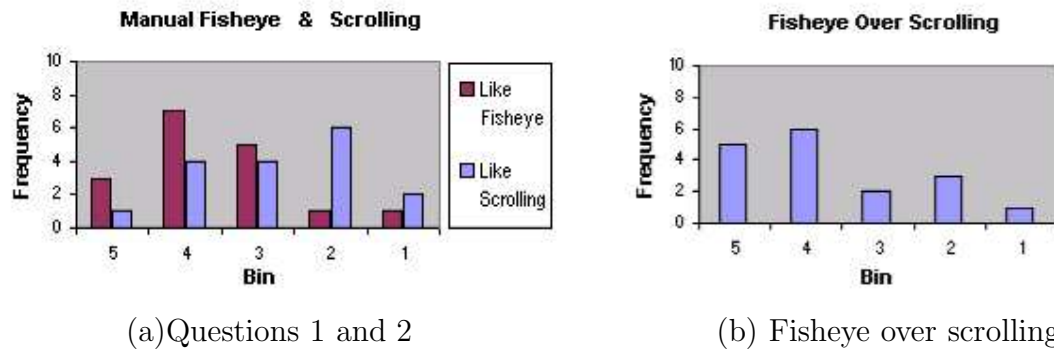 Manual Fisheye & Scrolling
10
8
6
4
2
0
Frequency
5 4 3 2 1
Bin
Like
Fisheye
Like
Scrolling
(a)Questions 1 and 2
Fisheye Over Scrolling
10
8
6
4
2
0
Frequency
5 4 3 2 1
Bin
(b) Fisheye over scrolling